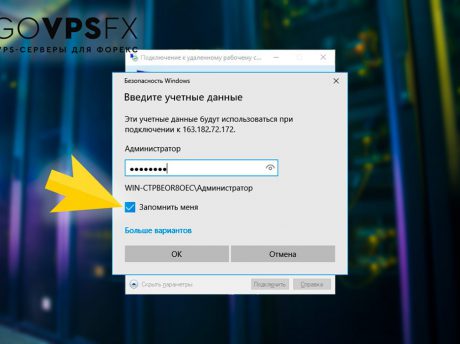 GOVPSFX
VPS-СЕРВЕРЫ ДЛЯ ФОРЕКС
Подключение к удаленному рабочему с...
Безопасность Windows
Введите учетные данные
Эти учетные данные будут использоваться при
подключении к 163.182.72.172.
Администратор
••••••••
WIN-CTPBEOR8OEC\Администратор
Запомнить меня
Больше вариантов
OK
Отмена
Скрыть параметры
Подключить
Справка